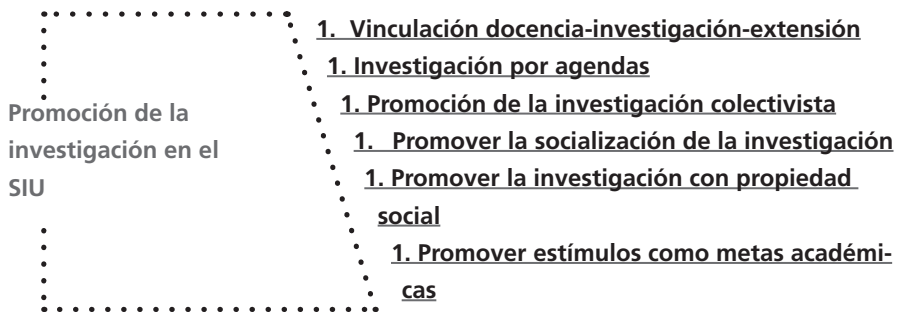 1. Vinculación docencia-investigación-extensión
1. Investigación por agendas
Promoción de la
investigación en el
SIU
1. Promoción de la investigación colectivista
1. Promover la socialización de la investigación
1. Promover la investigación con propiedad
social
1. Promover estímulos como metas académi-
cas